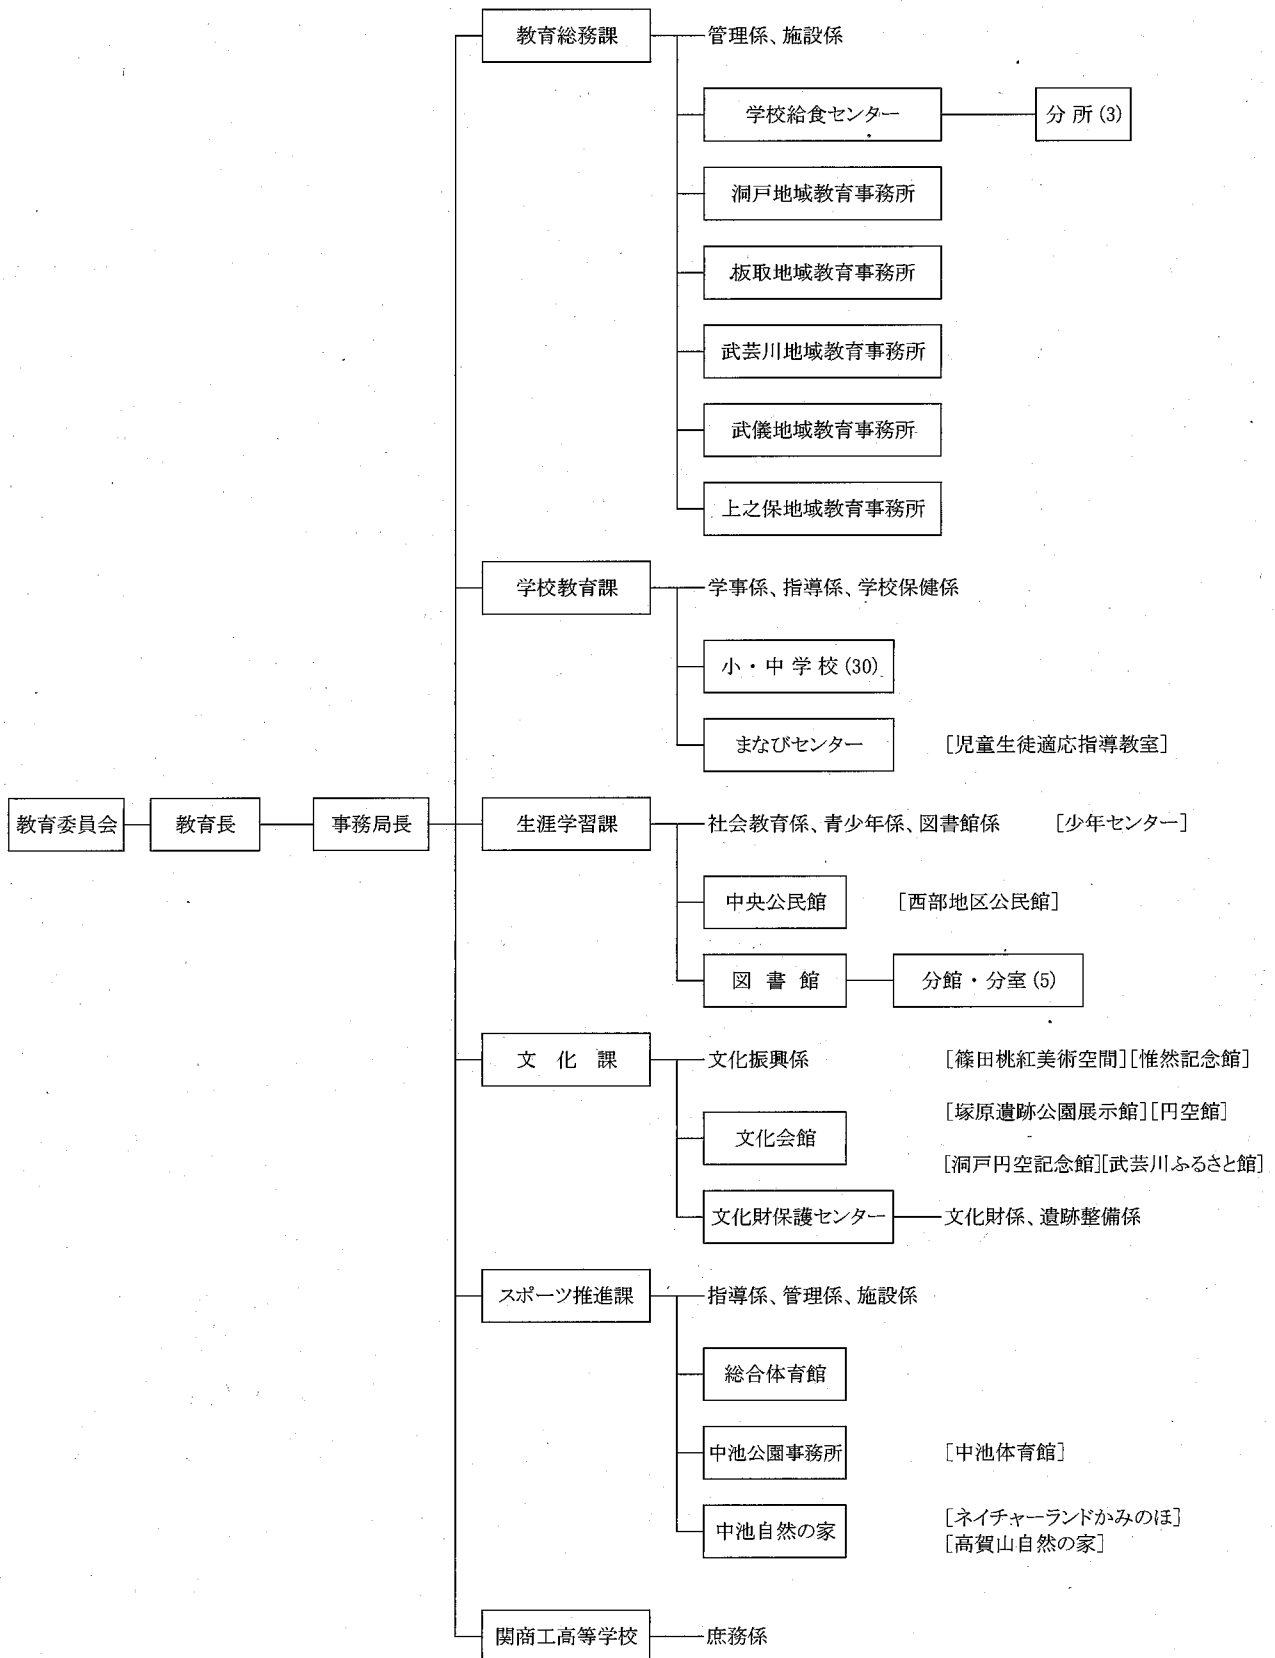 教育総務課 管理係、施設係
学校給食センター 分所(3)
洞戸地域教育事務所
板取地域教育事務所
武芸川地域教育事務所
武儀地域教育事務所
上之保地域教育事務所
学校教育課 学事係、指導係、学校保健係
小・中学校(30)
まなびセンター [児童生徒適応指導教室]
教育委員会 教育長 事務局長 生涯学習課 社会教育係、青少年係、図書館係 [少年センター]
中央公民館 [西部地区公民館]
図書館 分館・分室(5)
文化課 文化振興係 [篠田桃紅美術空間][惟然記念館]
[塚原遺跡公園展示館][円空館]
文化会館
[洞戸円空記念館][武芸川ふるさと館]
文化財保護センター 文化財係、遺跡整備係
スポーツ推進課 指導係、管理係、施設係
総合体育館
中池公園事務所 [中池体育館]
中池自然の家 [ネイチャーランドかみのほ]
[高賀山自然の家]
関商工高等学校 庶務係